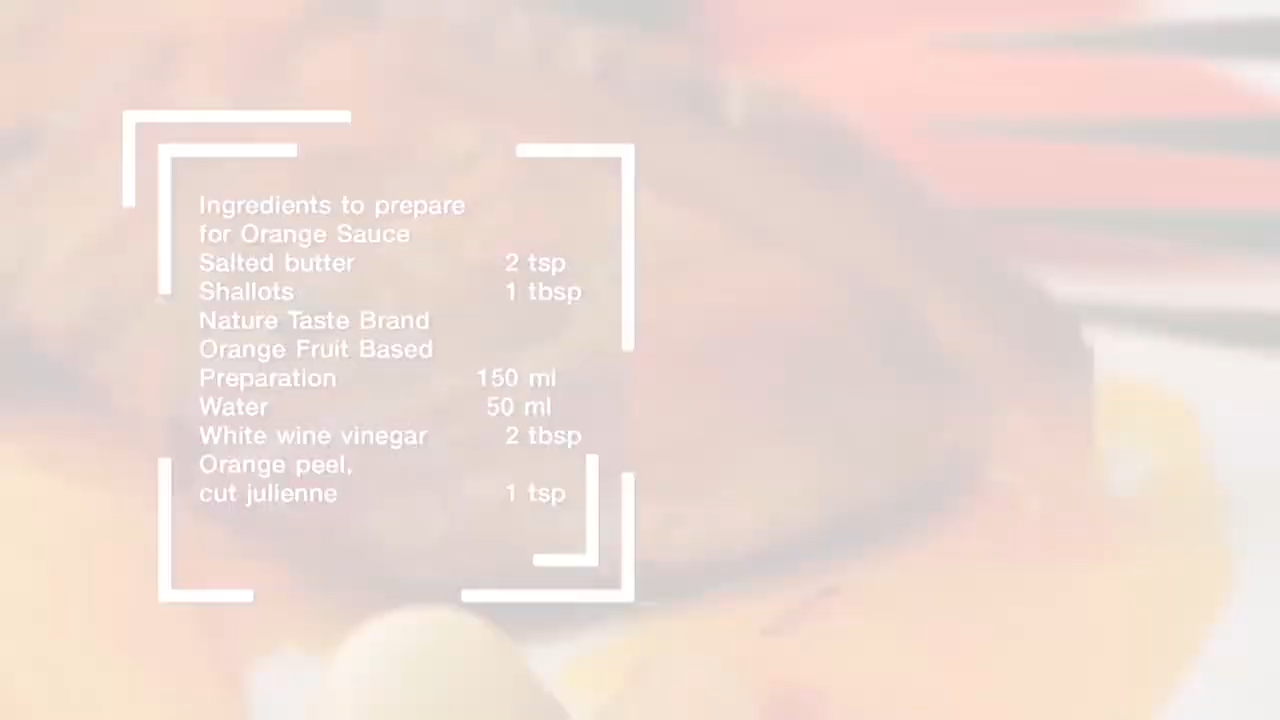 Ingredients to prepare
for Orange Sauce
Salted butter 2 tsp
Shallots 1 tbsp
Nature Taste Brand
Orange Fruit Based
Preparation 150 ml
Water 50 ml
White wine vinegar 2 tbsp
Orange peel,
cut julienne 1 tsp